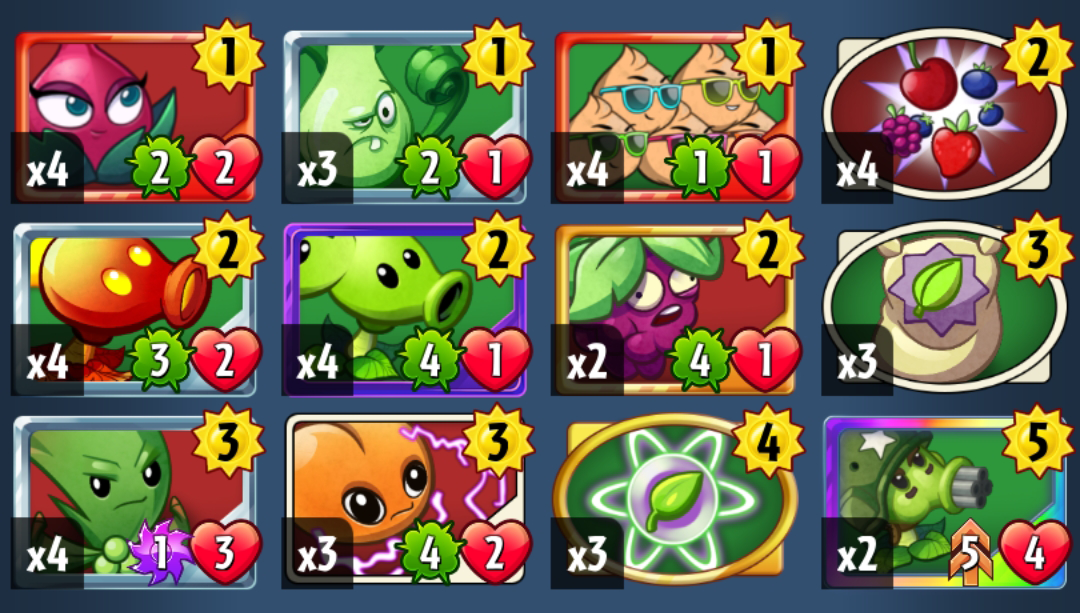 1 1 1 2
x4 2 2 x3 2 1 x4 1 1 x4
2 2 2 3
x4 3 2 x4 4 1 x2 4 1 x3
3 3 4 5
x4 1 3 x3 4 2 x3 x2 5 4